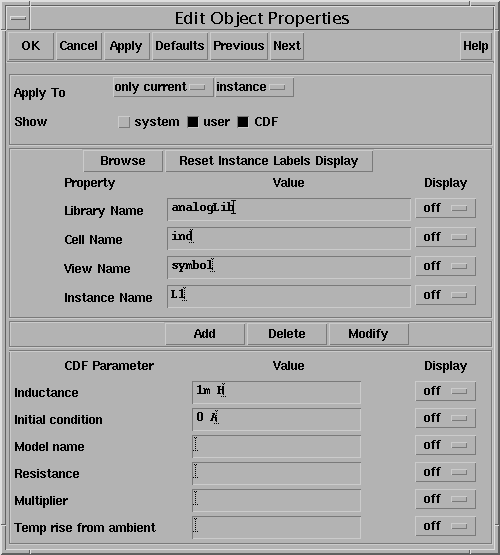 Edit Object Properties
OK Cancel Apply Defaults Previous Next Help
Apply To only current instance
Show system user CDF
Browse Reset Instance Labels Display
Property Value Display
Library Name analogLib off
Cell Name ind off
View Name symbol off
Instance Name L1 off
Add Delete Modify
CDF Parameter Value Display
Inductance 1m H off
Initial condition 0 A off
Model name off
Resistance off
Multiplier off
Temp rise from ambient off